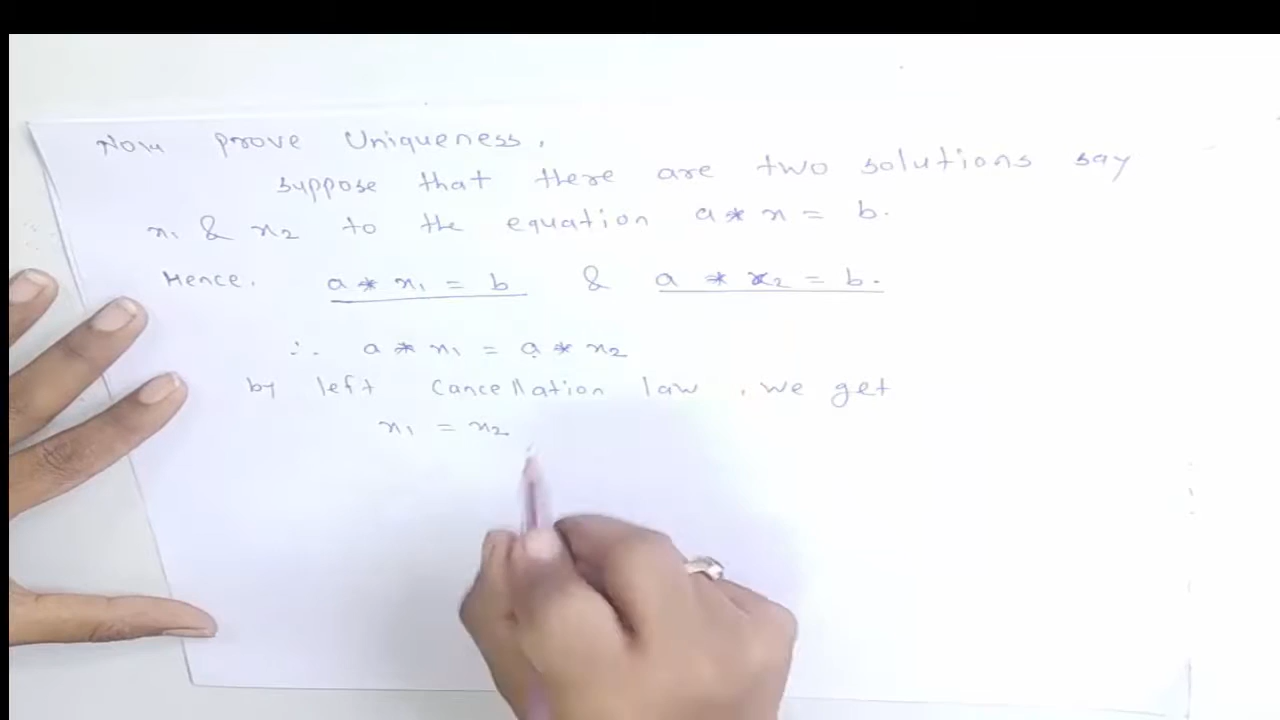 Now prove Uniqueness.
suppose that there are two solutions say
x₁ & x₂ to the equation a * x = b.
Hence. a * x₁ = b & a * x₂ = b.
∴ a * x₁ = a * x₂
by left cancellation law, we get
x₁ = x₂